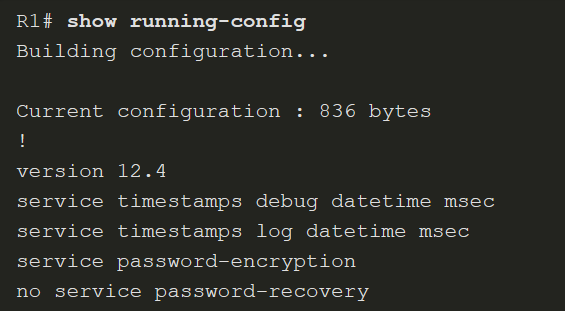 R1# show running-config
Building configuration...
Current configuration : 836 bytes
!
version 12.4
service timestamps debug datetime msec
service timestamps log datetime msec
service password-encryption
no service password-recovery